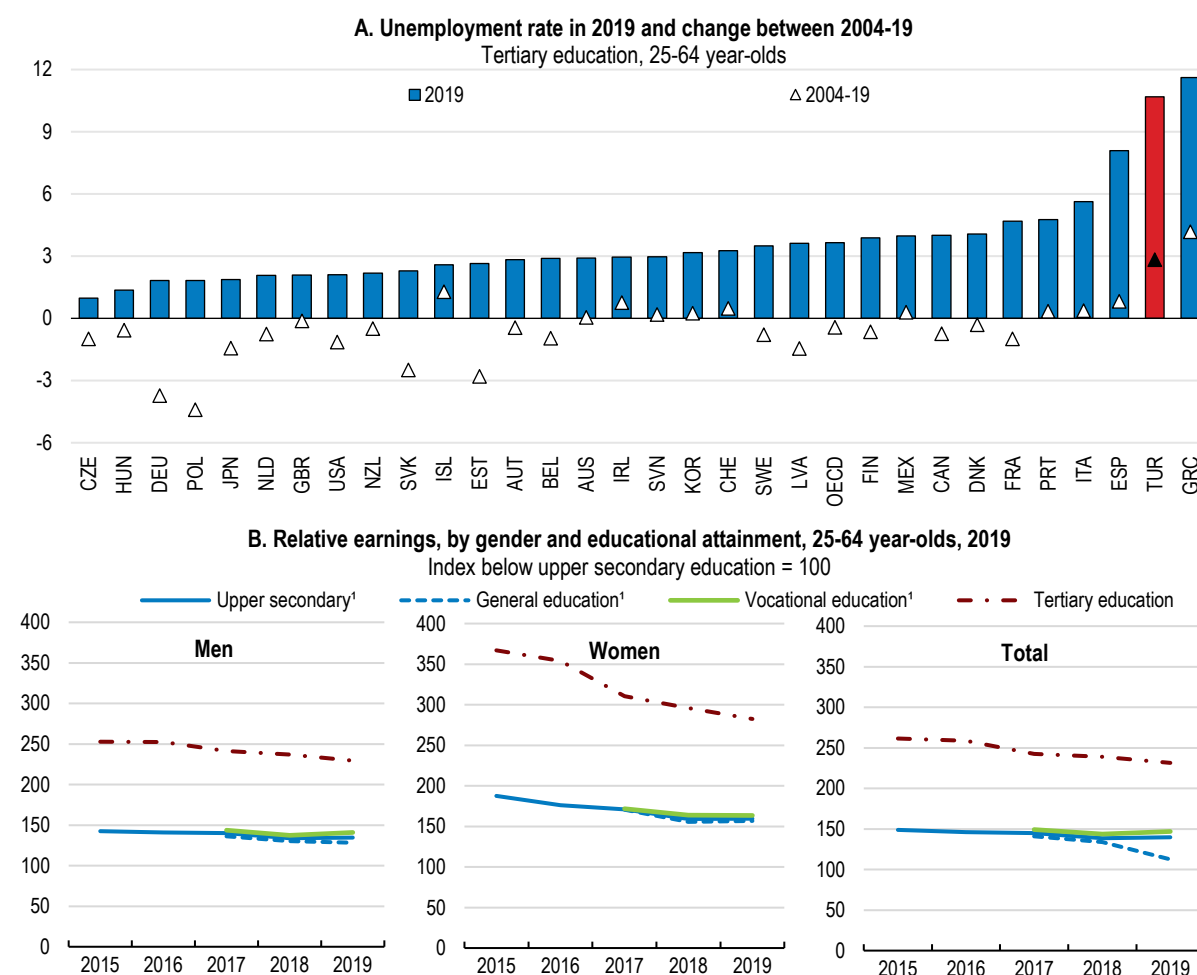 A. Unemployment rate in 2019 and change between 2004-19
Tertiary education, 25-64 year-olds
2019
2004-19
12
9
6
3
0
-3
-6
CZE
HUN
DEU
POL
JPN
NLD
GBR
USA
NZL
SVK
ISL
EST
AUT
BEL
AUS
IRL
SVN
KOR
CHE
SWE
LVA
OECD
FIN
MEX
CAN
DNK
FRA
PRT
ITA
ESP
TUR
GRC
B. Relative earnings, by gender and educational attainment, 25-64 year-olds, 2019
Index below upper secondary education = 100
Upper secondary¹
General education¹
Vocational education¹
Tertiary education
Men
400
350
300
250
200
150
100
50
0
2015 2016 2017 2018 2019
Women
400
350
300
250
200
150
100
50
0
2015 2016 2017 2018 2019
Total
400
350
300
250
200
150
100
50
0
2015 2016 2017 2018 2019